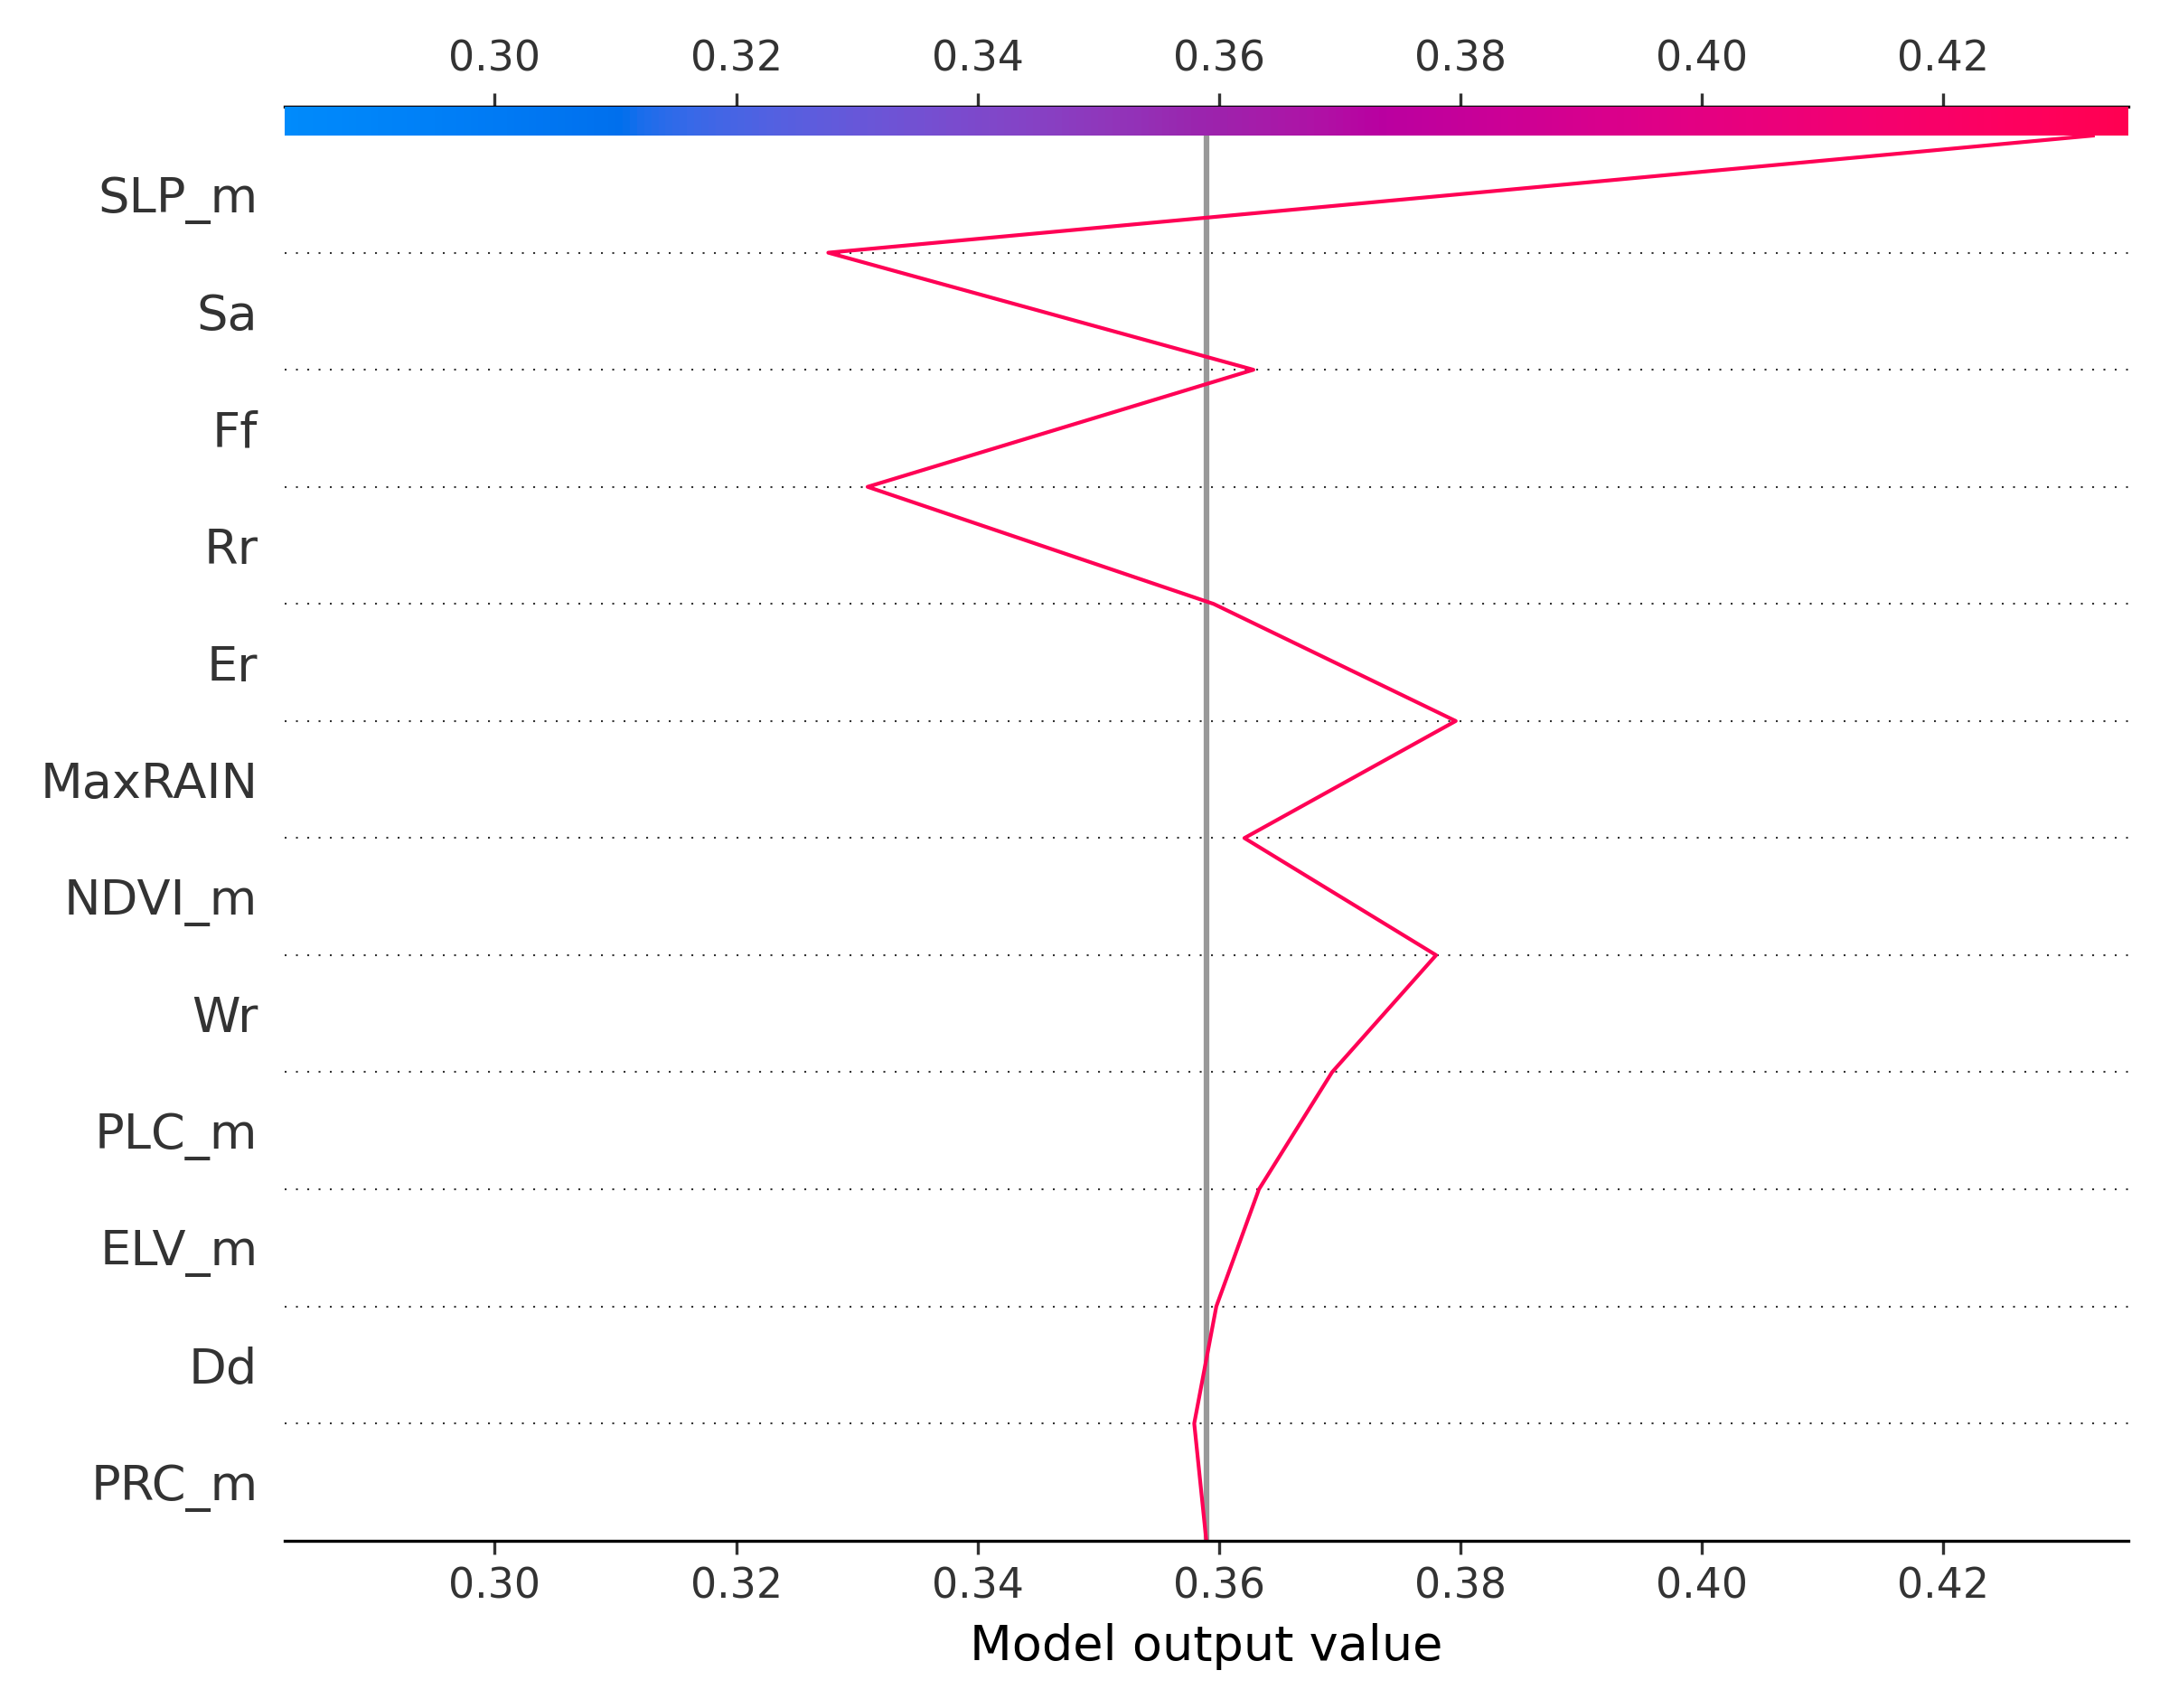 0.30 0.32 0.34 0.36 0.38 0.40 0.42
SLP_m
Sa
Ff
Rr
Er
MaxRAIN
NDVI_m
Wr
PLC_m
ELV_m
Dd
PRC_m
0.30 0.32 0.34 0.36 0.38 0.40 0.42
Model output value